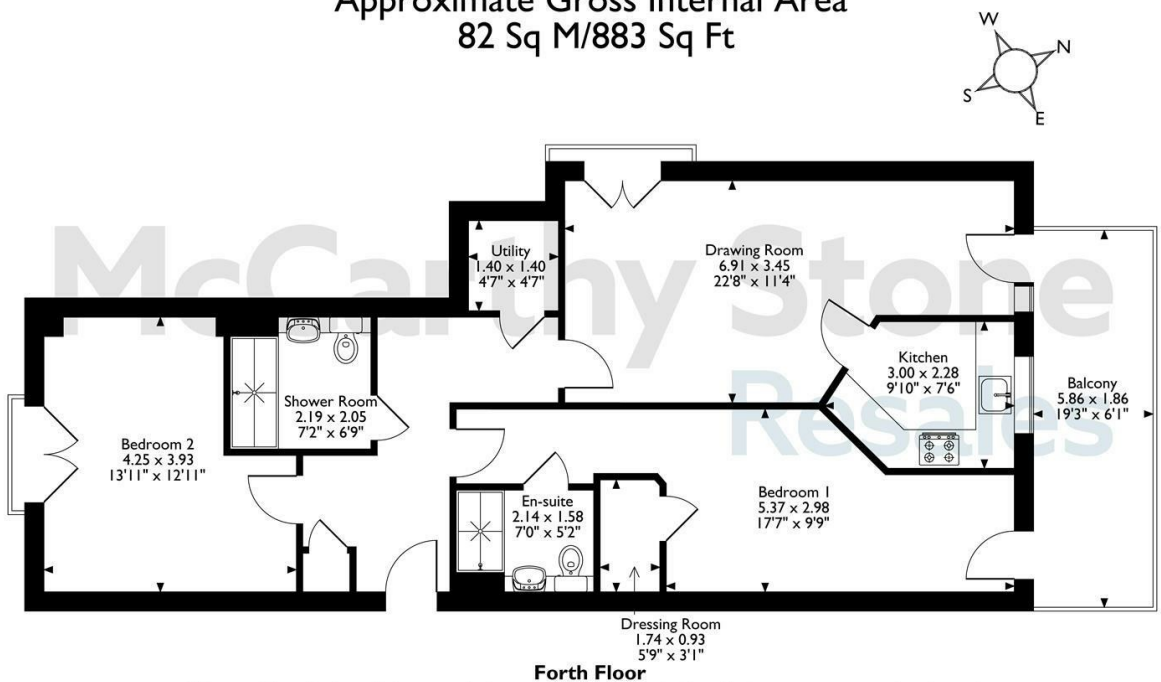 Approximate Gross Internal Area
82 Sq M/883 Sq Ft
W
N
S
E
McCarthy Stone
Resales
Utility
1.40 x 1.40
4'7" x 4'7"
Drawing Room
6.91 x 3.45
22'8" x 11'4"
Kitchen
3.00 x 2.28
9'10" x 7'6"
Balcony
5.86 x 1.86
19'3" x 6'1"
Shower Room
2.19 x 2.05
7'2" x 6'9"
Bedroom 2
4.25 x 3.93
13'11" x 12'11"
En-suite
2.14 x 1.58
7'0" x 5'2"
Bedroom 1
5.37 x 2.98
17'7" x 9'9"
Dressing Room
1.74 x 0.93
5'9" x 3'1"
Forth Floor